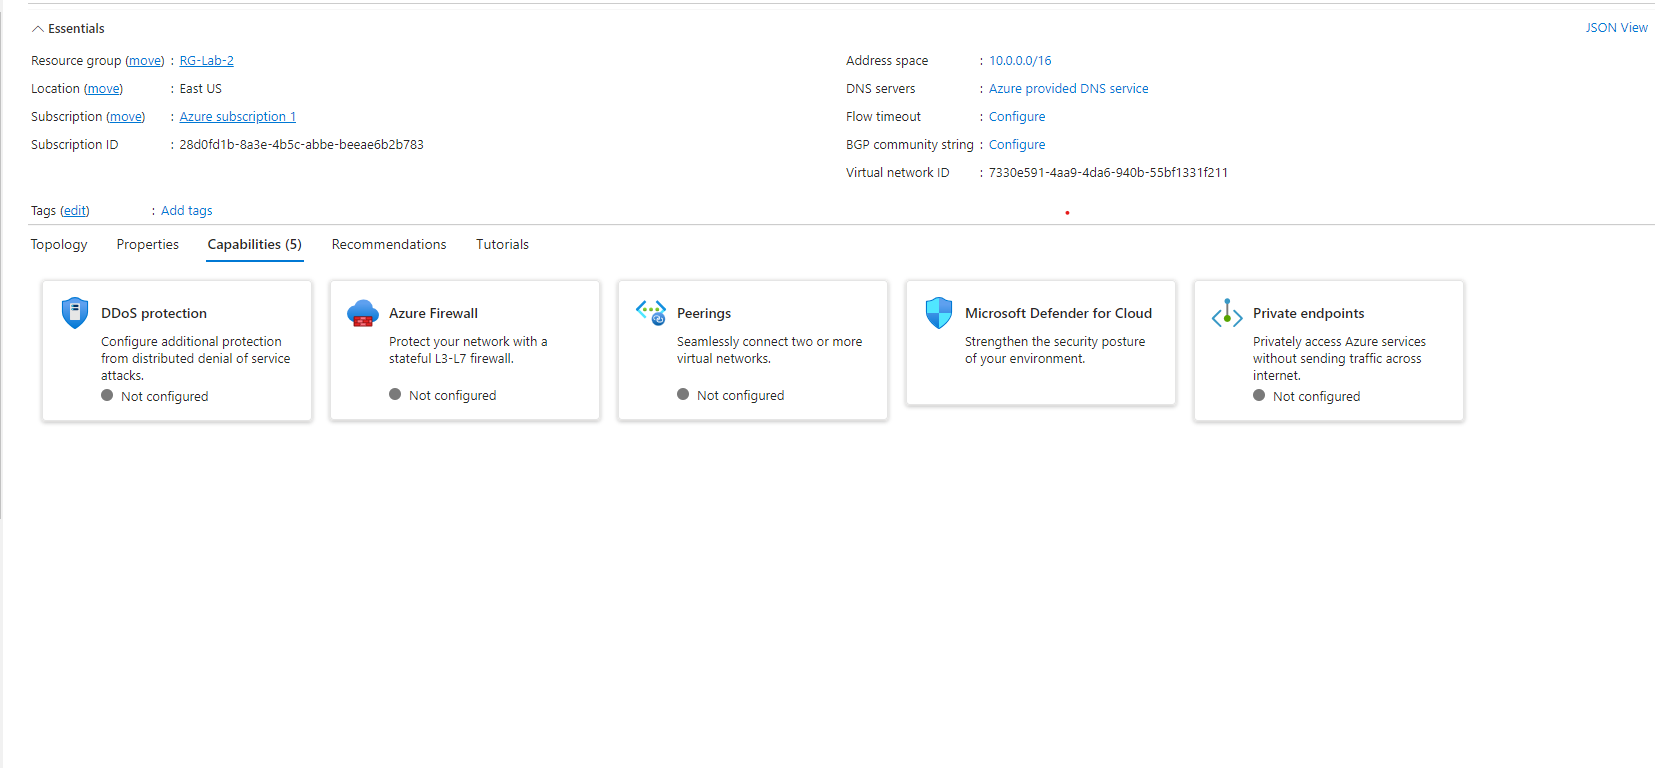 Essentials
JSON View
Resource group (move) : RG-Lab-2
Location (move) : East US
Subscription (move) : Azure subscription 1
Subscription ID : 28d0fd1b-8a3e-4b5c-abbe-beeae6b2b783
Address space : 10.0.0.0/16
DNS servers : Azure provided DNS service
Flow timeout : Configure
BGP community string : Configure
Virtual network ID : 7330e591-4aa9-4da6-940b-55bf1331f211
Tags (edit) : Add tags
Topology Properties Capabilities (5) Recommendations Tutorials
DDoS protection
Configure additional protection
from distributed denial of service
attacks.
Not configured
Azure Firewall
Protect your network with a
stateful L3-L7 firewall.
Not configured
Peerings
Seamlessly connect two or more
virtual networks.
Not configured
Microsoft Defender for Cloud
Strengthen the security posture
of your environment.
Private endpoints
Privately access Azure services
without sending traffic across
internet.
Not configured